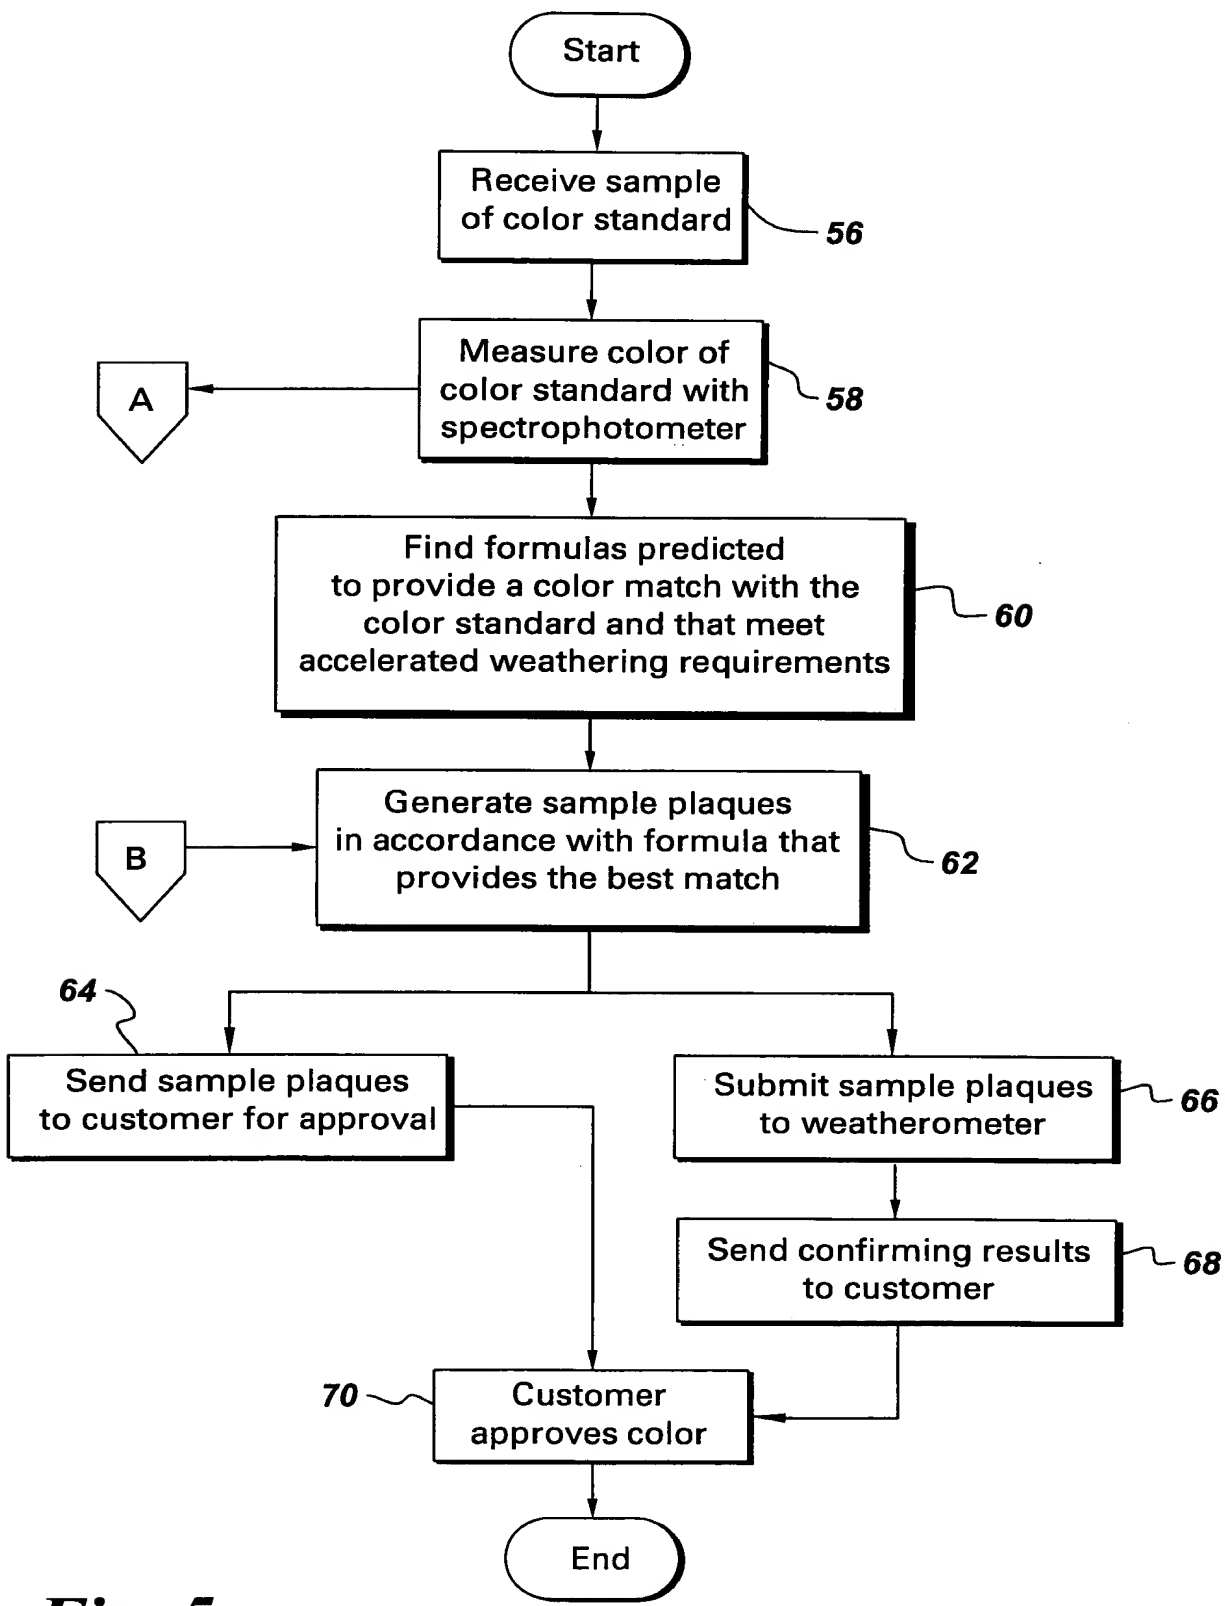 Start
Receive sample
of color standard
56
Measure color of
color standard with
spectrophotometer
58
A
Find formulas predicted
to provide a color match with the
color standard and that meet
accelerated weathering requirements
60
Generate sample plaques
in accordance with formula that
provides the best match
62
B
64
Send sample plaques
to customer for approval
Submit sample plaques
to weatherometer
66
Send confirming results
to customer
68
70
Customer
approves color
End